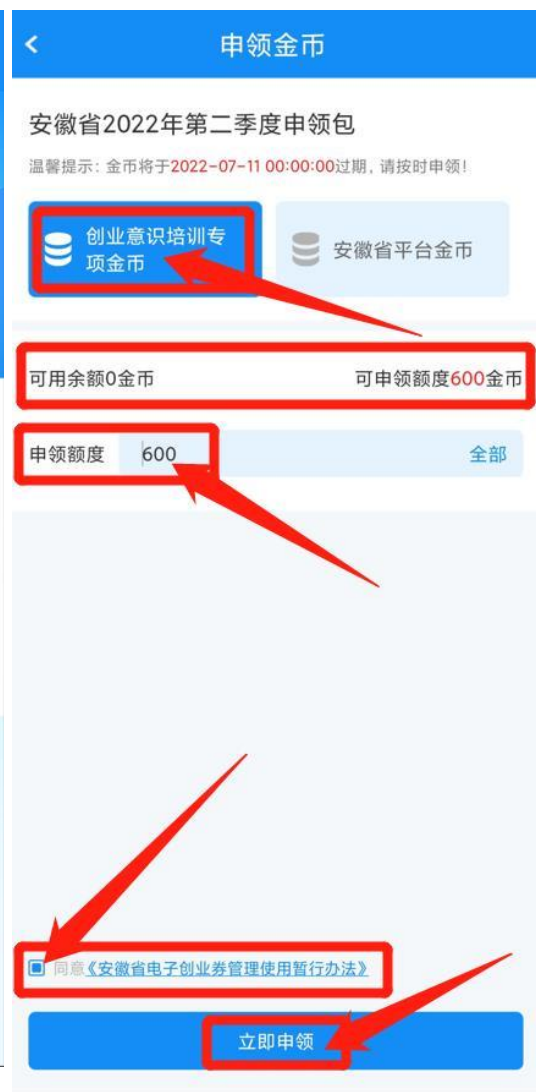 申领金币
安徽省2022年第二季度申领包
温馨提示: 金币将于2022-07-11 00:00:00过期, 请按时申领!
创业意识培训专
项金币
安徽省平台金币
可用余额0金币 可申领额度600金币
申领额度 600 全部
同意《安徽省电子创业券管理使用暂行办法》
立即申领